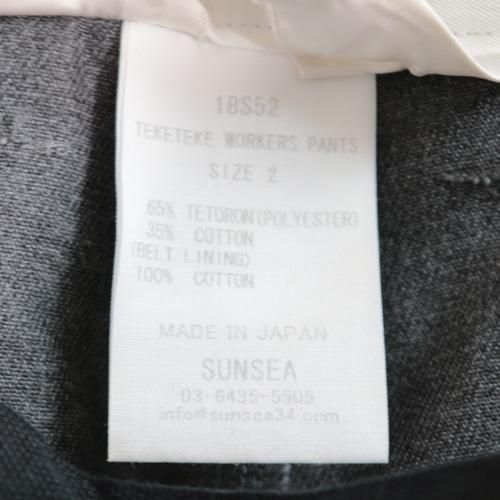 18S52
TEKETEKE WORKERS PANTS
SIZE 2
65% TETORON(POLYESTER)
35% COTTON
(BELT LINING)
100% COTTON
MADE IN JAPAN
SUNSEA
03-6435-5505
info@sunsea34.com